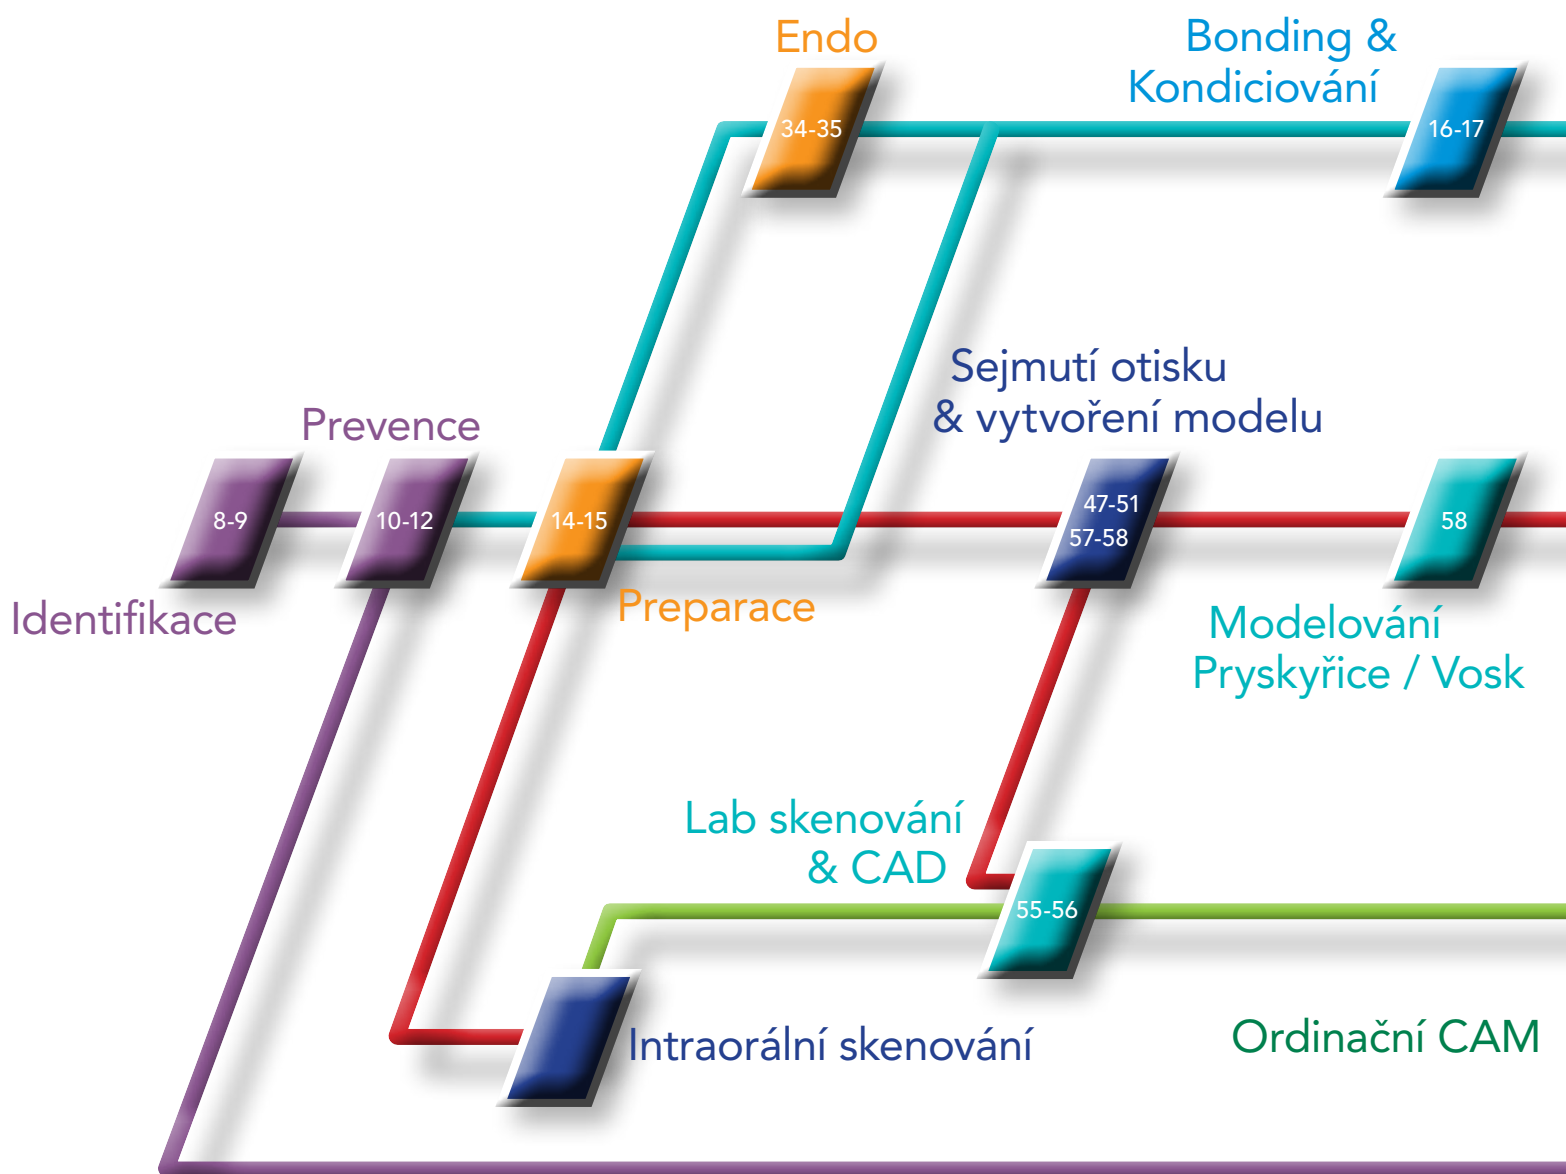 Endo
34-35
Bonding &
Kondiciování
16-17
Sejmutí otisku
& vytvoření modelu
47-51
57-58
Prevence
8-9
10-12
14-15
58
Identifikace
Preparace
Modelování
Pryskyřice / Vosk
Lab skenování
& CAD
55-56
Intraorální skenování
Ordinační CAM